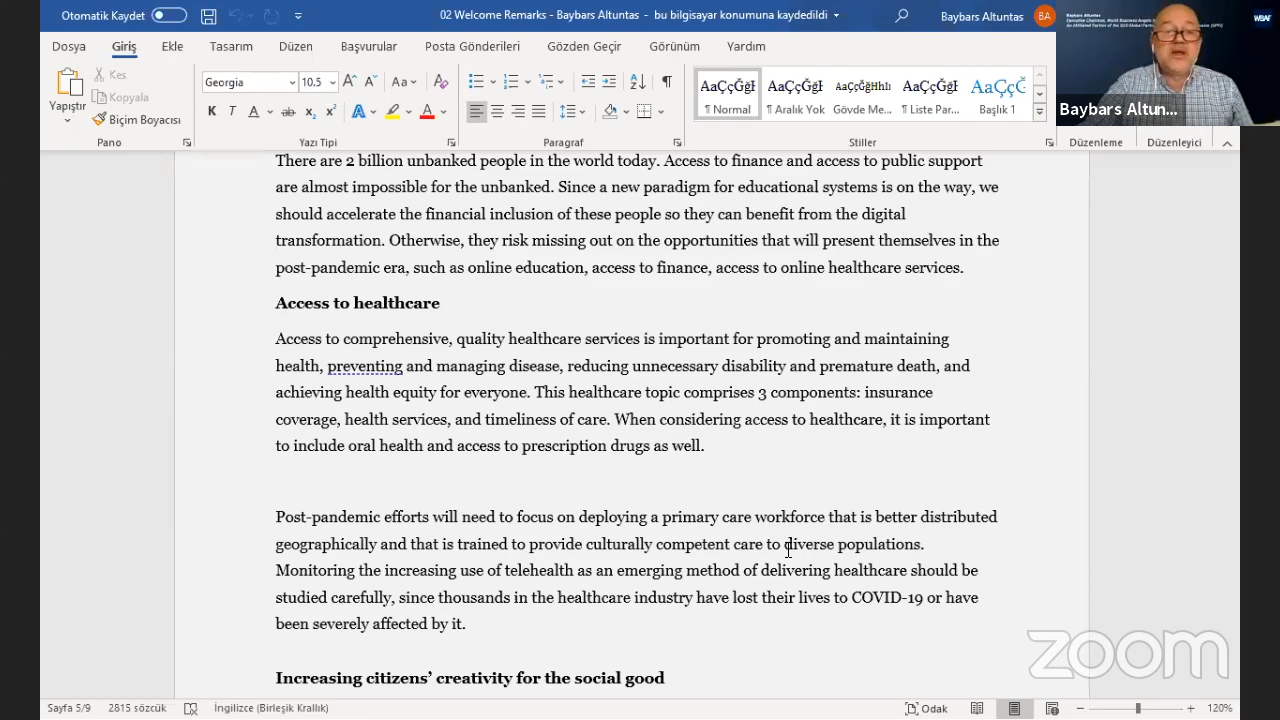 Otomatik Kaydet
02 Welcome Remarks - Baybars Altuntas - bu bilgisayar konumuna kaydedildi
Baybars Altuntas
BA
Dosya
Giriş
Ekle
Tasarım
Düzen
Başvurular
Posta Gönderileri
Gözden Geçir
Görünüm
Yardım
Yapıştır
Kes
Kopyala
Biçim Boyacısı
Pano
Georgia
10.5
Yazı Tipi
Paragraf
AaÇçĞğI
¶ Normal
AaÇçĞğI
¶ Aralık Yok
AaÇçĞğHhIı
Gövde Me...
AaÇçĞğI
¶ Liste Par...
AaÇçĞ
Başlık 1
Stiller
Düzenleme
Düzenleyici
Baybars Altuntas
WBAF
Baybars Altun...
There are 2 billion unbanked people in the world today. Access to finance and access to public support
are almost impossible for the unbanked. Since a new paradigm for educational systems is on the way, we
should accelerate the financial inclusion of these people so they can benefit from the digital
transformation. Otherwise, they risk missing out on the opportunities that will present themselves in the
post-pandemic era, such as online education, access to finance, access to online healthcare services.
Access to healthcare
Access to comprehensive, quality healthcare services is important for promoting and maintaining
health, preventing and managing disease, reducing unnecessary disability and premature death, and
achieving health equity for everyone. This healthcare topic comprises 3 components: insurance
coverage, health services, and timeliness of care. When considering access to healthcare, it is important
to include oral health and access to prescription drugs as well.
Post-pandemic efforts will need to focus on deploying a primary care workforce that is better distributed
geographically and that is trained to provide culturally competent care to diverse populations.
Monitoring the increasing use of telehealth as an emerging method of delivering healthcare should be
studied carefully, since thousands in the healthcare industry have lost their lives to COVID-19 or have
been severely affected by it.
Increasing citizens’ creativity for the social good
zoom
Sayfa 5/9
2815 sözcük
İngilizce (Birleşik Krallık)
Odak
120%